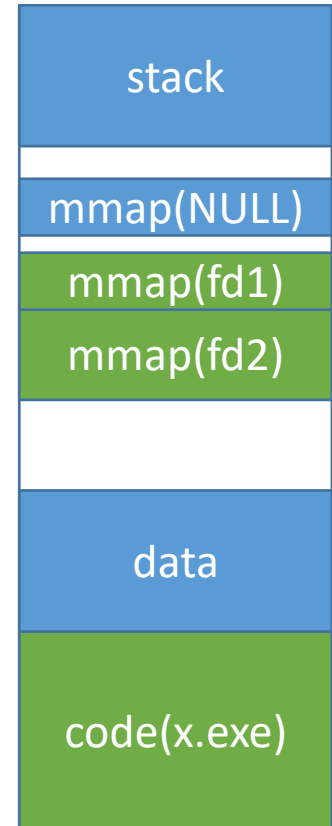 stack
mmap(NULL)
mmap(fd1)
mmap(fd2)
data
code(x.exe)